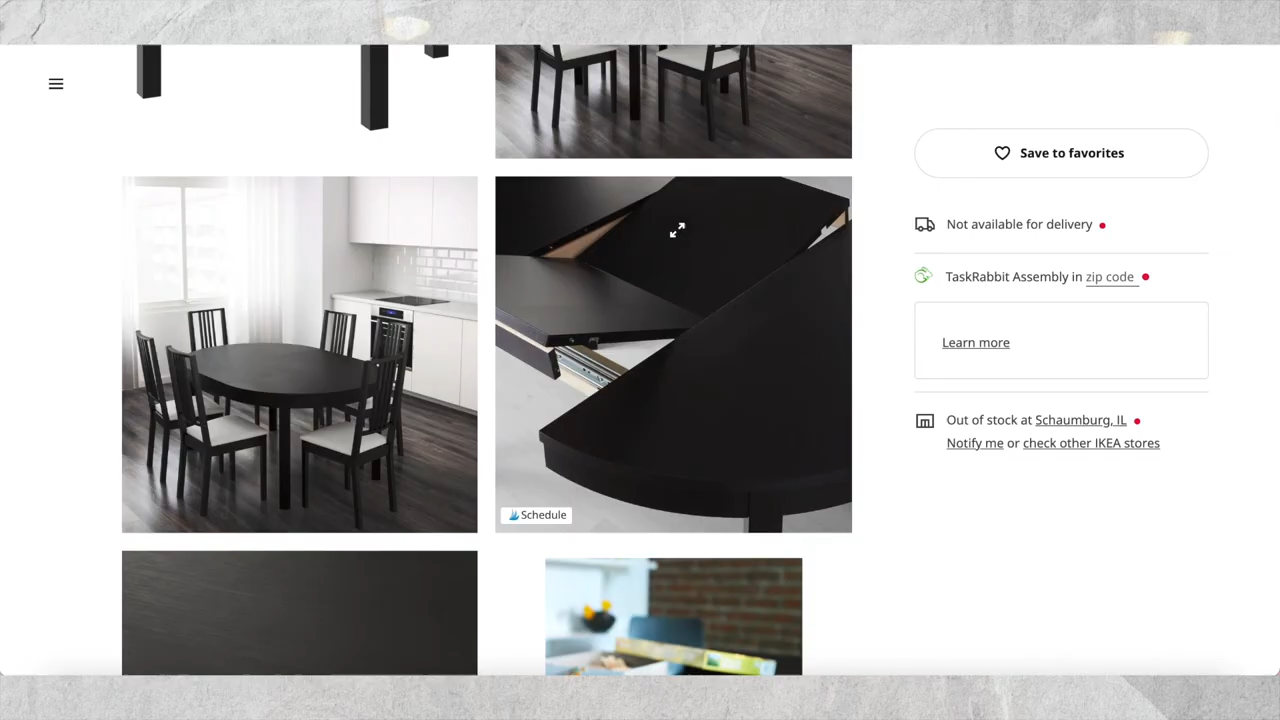 Save to favorites
Not available for delivery
TaskRabbit Assembly in zip code
Learn more
Out of stock at Schaumburg, IL
Notify me or check other IKEA stores
Schedule